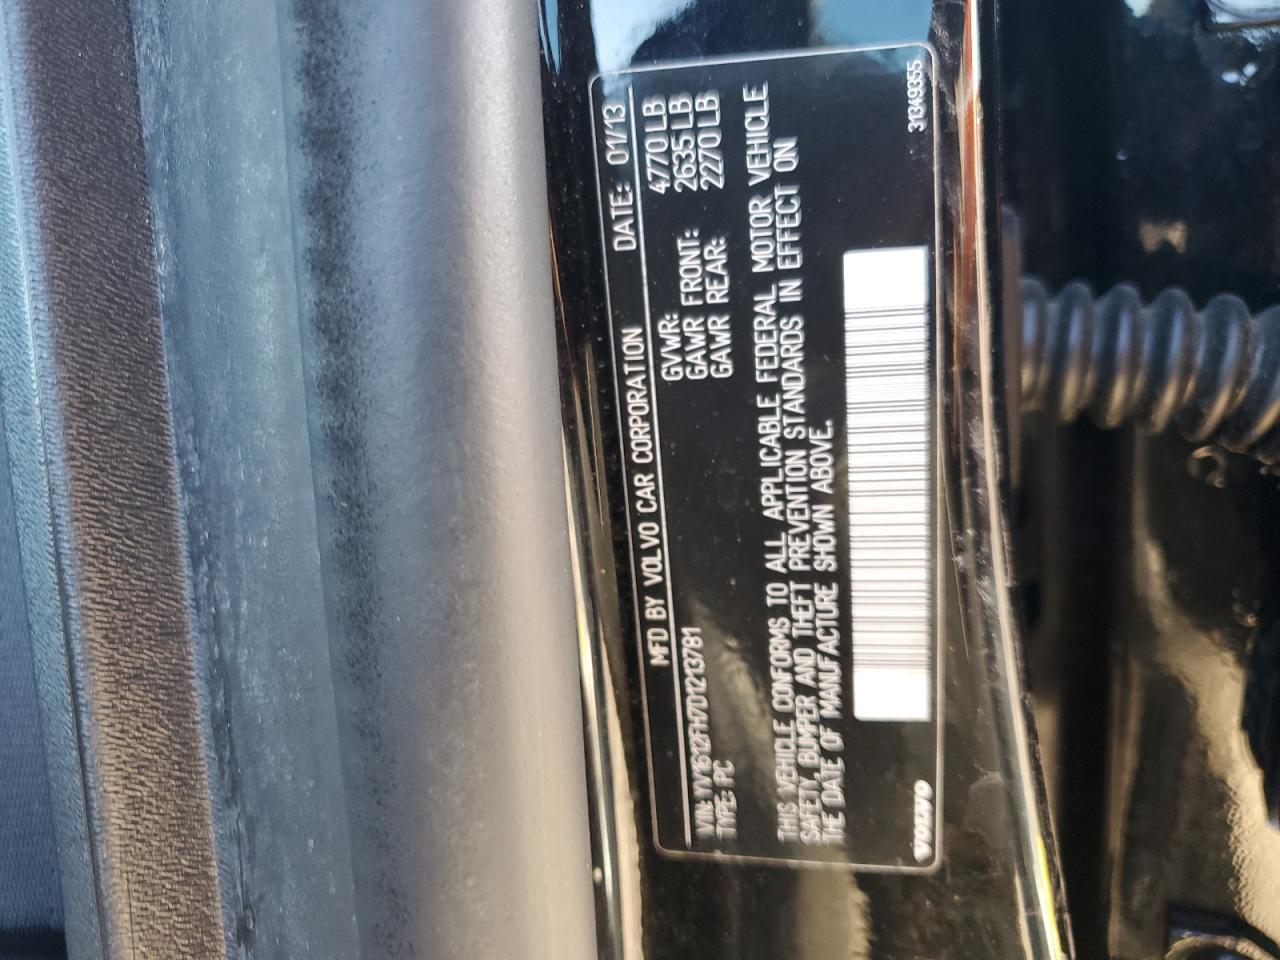 MFD BY VOLVO CAR CORPORATION DATE: 01/13
VIN: YV1612FH7D1213781 GVWR: 4770 LB
TYPE: PC GAWR FRONT: 2635 LB
GAWR REAR: 2270 LB
THIS VEHICLE CONFORMS TO ALL APPLICABLE FEDERAL MOTOR VEHICLE
SAFETY, BUMPER AND THEFT PREVENTION STANDARDS IN EFFECT ON
THE DATE OF MANUFACTURE SHOWN ABOVE.
VOLVO 31349355